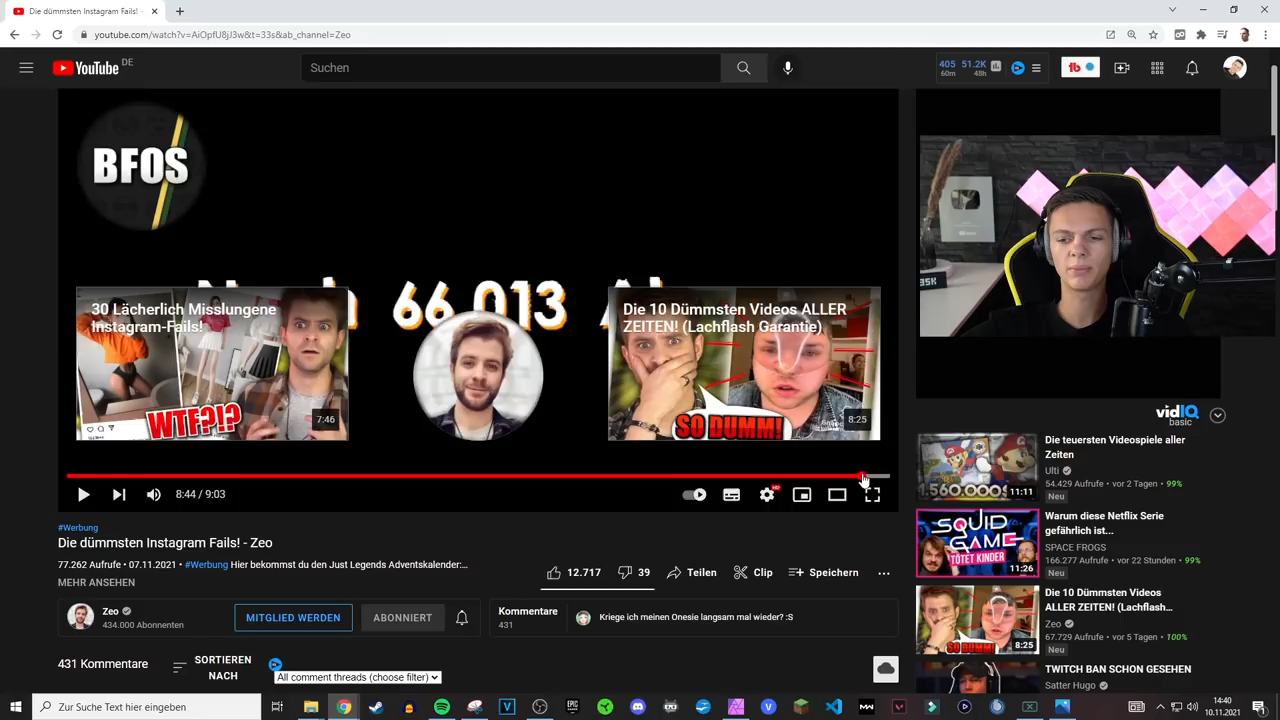 Die dümmsten Instagram Fails! -
youtube.com/watch?v=AiOpfU8jJ3w&t=33s&ab_channel=Zeo
YouTube DE
Suchen
405 60m
51.2K 48h
tb
BFOS
66.013
30 Lächerlich Misslungene
Instagram-Fails!
WTF?!?
7:46
Die 10 Dümmsten Videos ALLER
ZEITEN! (Lachflash Garantie)
SO DUMM!
8:25
8:44 / 9:03
HD
#Werbung
Die dümmsten Instagram Fails! - Zeo
77.262 Aufrufe • 07.11.2021 • #Werbung Hier bekommst du den Just Legends Adventskalender:...
MEHR ANSEHEN
12.717
39
Teilen
Clip
Speichern
Zeo
434.000 Abonnenten
MITGLIED WERDEN
ABONNIERT
Kommentare
431
Kriege ich meinen Onesie langsam mal wieder? :S
431 Kommentare
SORTIEREN
NACH
All comment threads (choose filter)
vidIQ
basic
Die teuersten Videospiele aller
Zeiten
Ulti
54.429 Aufrufe • vor 2 Tagen • 99%
Neu
1.560.000$
11:11
Warum diese Netflix Serie
gefährlich ist...
SPACE FROGS
166.277 Aufrufe • vor 22 Stunden • 99%
Neu
SQUID
GAME
TÖTET KINDER
11:26
Die 10 Dümmsten Videos
ALLER ZEITEN! (Lachflash...
Zeo
67.729 Aufrufe • vor 5 Tagen • 100%
Neu
SO DUMM!
8:25
TWITCH BAN SCHON GESEHEN
Satter Hugo
Zur Suche Text hier eingeben
14:40
10.11.2021